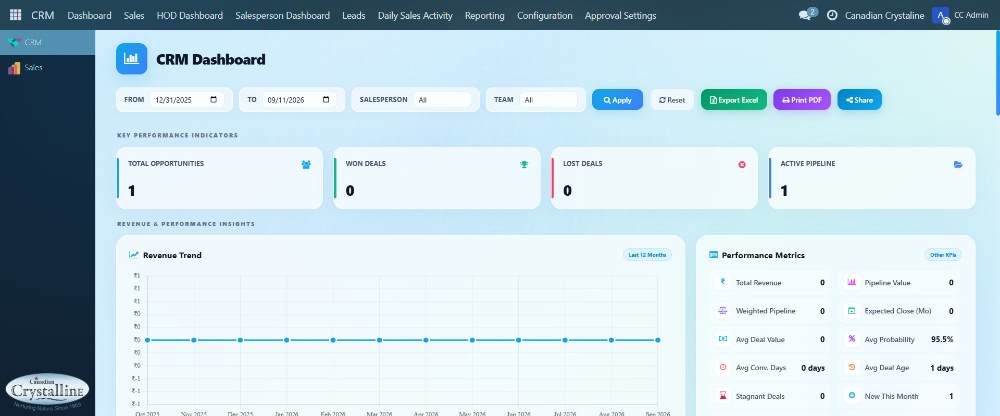 CRM Dashboard Sales HOD Dashboard Salesperson Dashboard Leads Daily Sales Activity Reporting Configuration Approval Settings 2 Canadian Crystaline A CC Admin
CRM
Sales
CRM Dashboard
FROM 12/31/2025 TO 09/11/2026 SALESPERSON All TEAM All Apply Reset Export Excel Print PDF Share
KEY PERFORMANCE INDICATORS
TOTAL OPPORTUNITIES
1
WON DEALS
0
LOST DEALS
0
ACTIVE PIPELINE
1
REVENUE & PERFORMANCE INSIGHTS
Revenue Trend Last 12 Months
₹1
₹1
₹1
₹0
₹0
₹0
₹0
₹0
₹-1
₹-1
₹-1
Oct 2025 Nov 2025 Dec 2025 Jan 2026 Feb 2026 Mar 2026 Apr 2026 May 2026 Jun 2026 Jul 2026 Aug 2026 Sep 2026
Performance Metrics Other KPIs
Total Revenue 0 Pipeline Value 0
Weighted Pipeline 0 Expected Close (Mo) 0
Avg Deal Value 0 Avg Probability 95.5%
Avg Conv. Days 0 days Avg Deal Age 1 days
Stagnant Deals 0 New This Month 1
Canadian
Crystalline
Nurturing Nature Since 1969